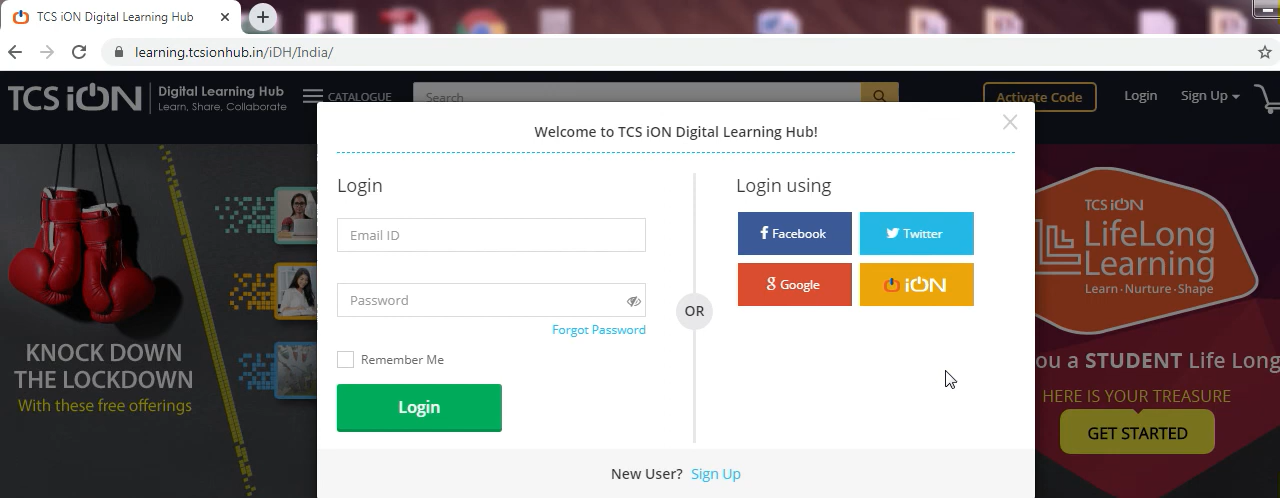 TCS iON Digital Learning Hub
learning.tcsionhub.in/iDH/India/
TCS iON
Digital Learning Hub
Learn, Share, Collaborate
CATALOGUE
Search
Activate Code
Login
Sign Up
Welcome to TCS iON Digital Learning Hub!
Login
Login using
Email ID
Facebook
Twitter
Google
iON
Password
OR
Forgot Password
Remember Me
Login
New User? Sign Up
KNOCK DOWN
THE LOCKDOWN
With these free offerings
TCS iON
LifeLong
Learning
Learn·Nurture·Shape
ou a STUDENT Life Long
HERE IS YOUR TREASURE
GET STARTED